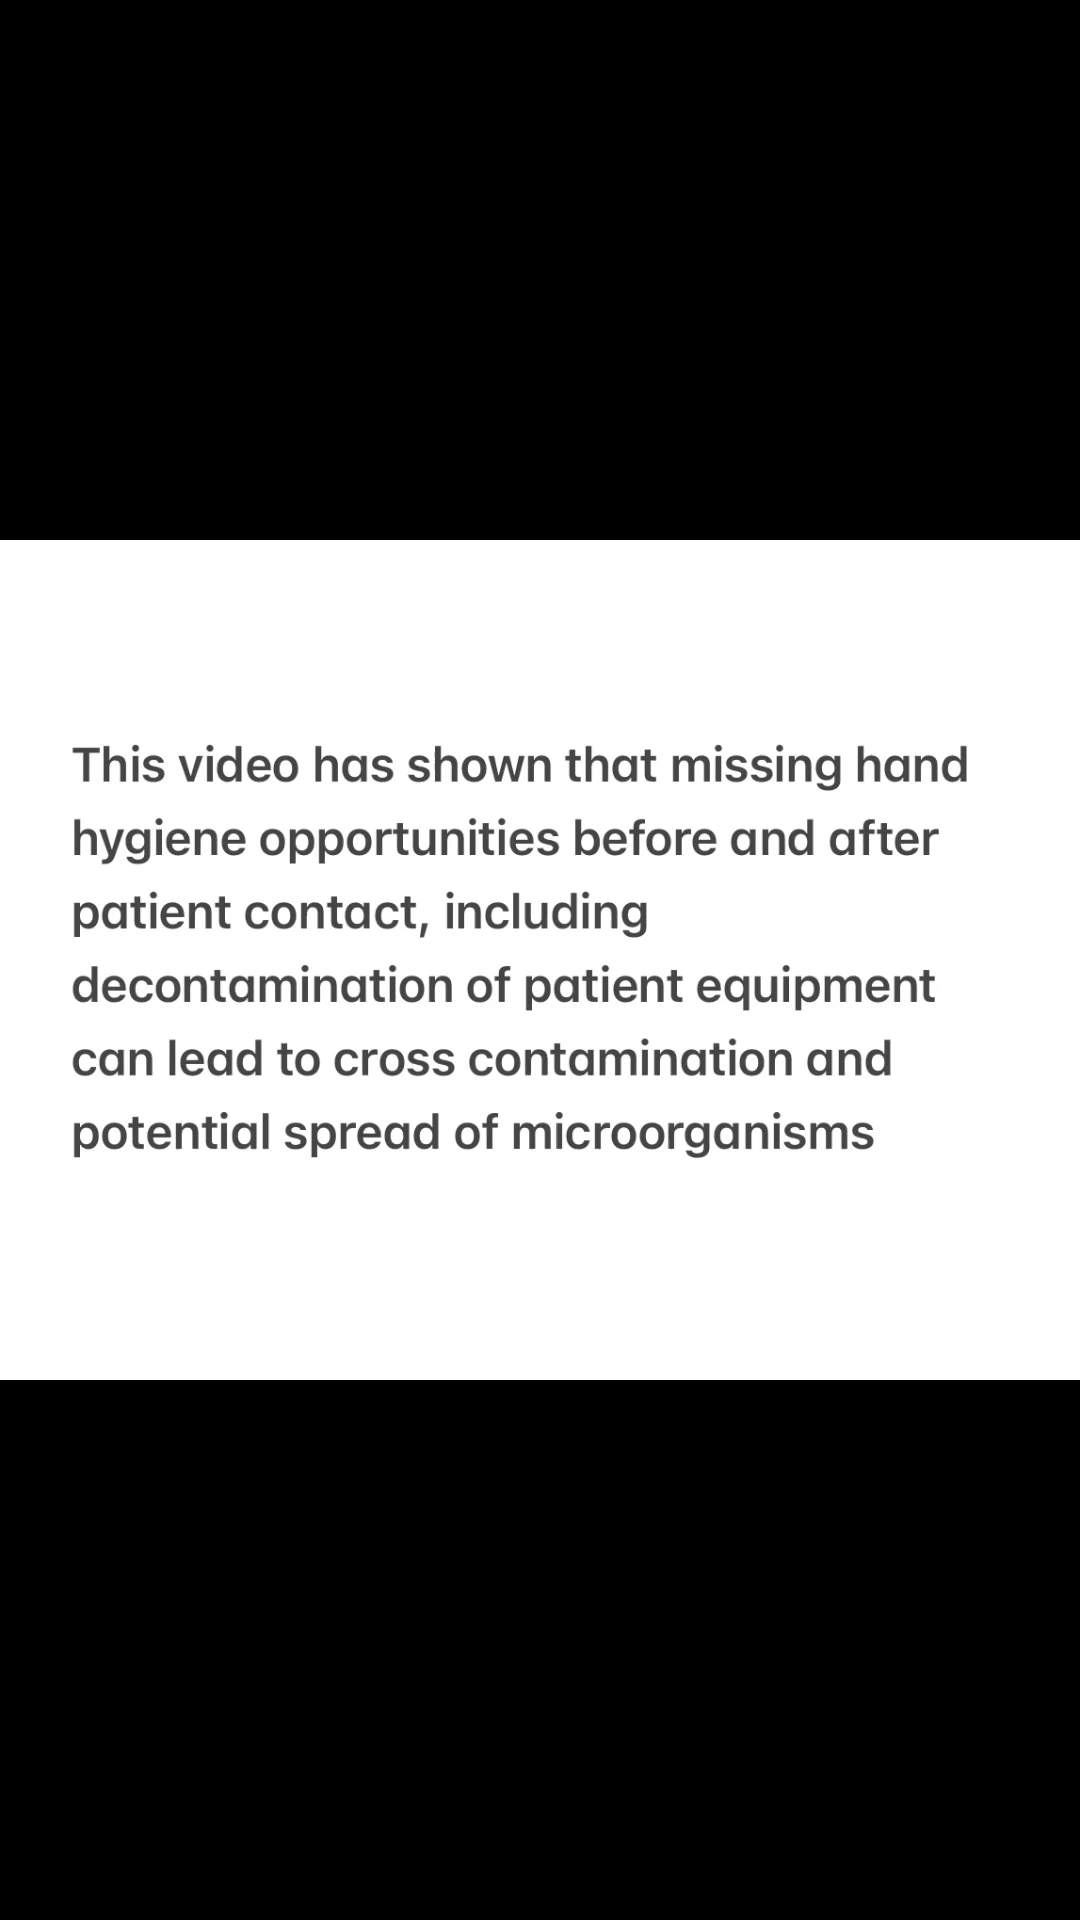 This video has shown that missing hand
hygiene opportunities before and after
patient contact, including
decontamination of patient equipment
can lead to cross contamination and
potential spread of microorganisms